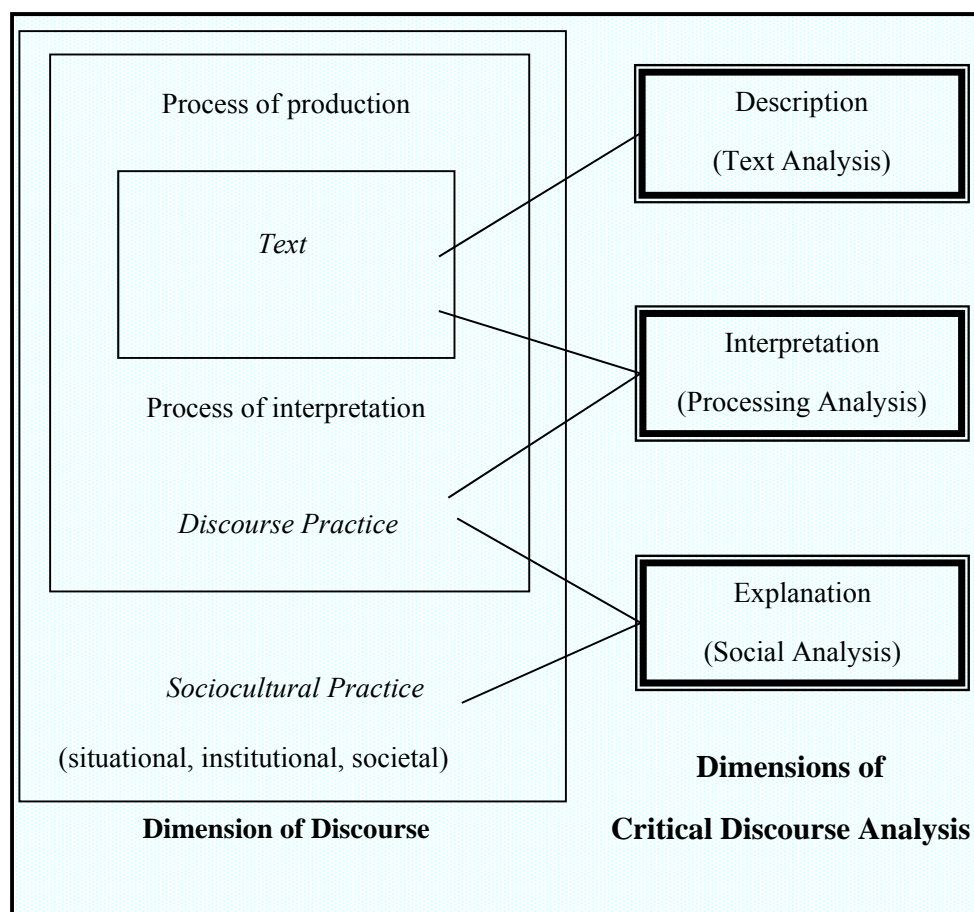 Process of production
Text
Process of interpretation
Discourse Practice
Sociocultural Practice
(situational, institutional, societal)
Dimension of Discourse
Description
(Text Analysis)
Interpretation
(Processing Analysis)
Explanation
(Social Analysis)
Dimensions of
Critical Discourse Analysis